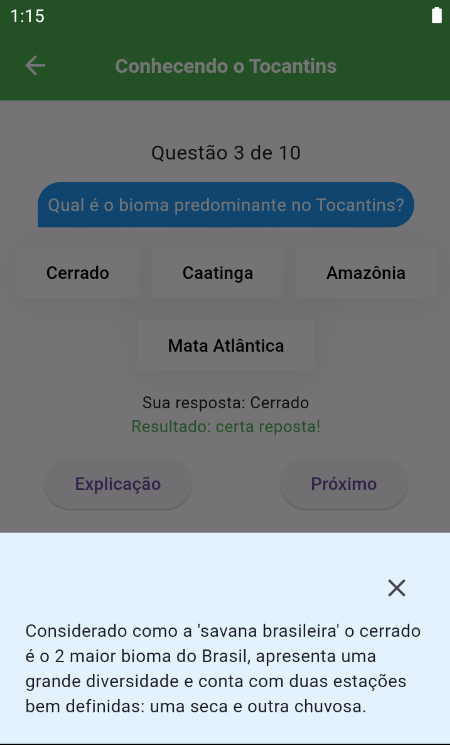 1:15
Conhecendo o Tocantins
Questão 3 de 10
Qual é o bioma predominante no Tocantins?
Cerrado Caatinga Amazônia
Mata Atlântica
Sua resposta: Cerrado
Resultado: certa reposta!
Explicação Próximo
Considerado como a 'savana brasileira' o cerrado
é o 2 maior bioma do Brasil, apresenta uma
grande diversidade e conta com duas estações
bem definidas: uma seca e outra chuvosa.